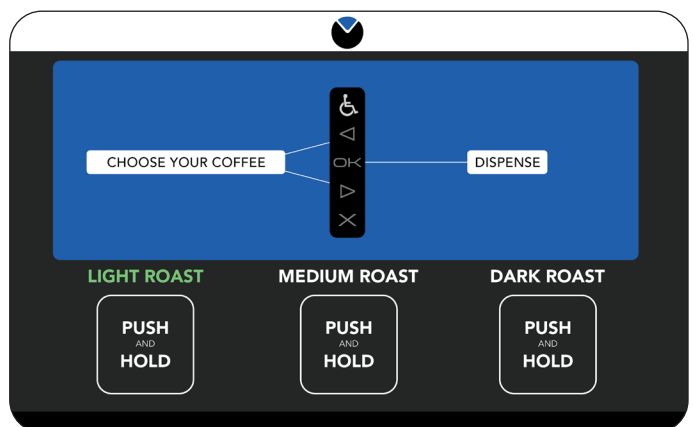 CHOOSE YOUR COFFEE
OK
DISPENSE
LIGHT ROAST
MEDIUM ROAST
DARK ROAST
PUSH
AND
HOLD
PUSH
AND
HOLD
PUSH
AND
HOLD